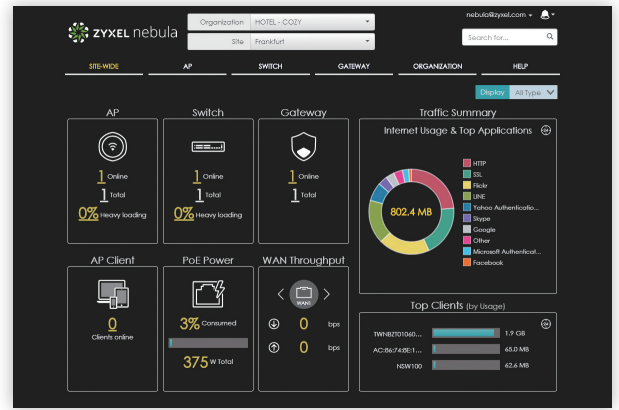 ZYXEL nebula
Organization HOTEL - COZY
Site Frankfurt
nebula@zyxel.com
Search for...
SITE-WIDE AP SWITCH GATEWAY ORGANIZATION HELP
Display All Type
AP
1 Online
1 Total
0% Heavy loading
Switch
1 Online
1 Total
0% Heavy loading
Gateway
1 Online
1 Total
Traffic Summary
Internet Usage & Top Applications
24H
802.4 MB
HTTP
SSL
Flickr
LINE
Yahoo Authenticatio...
Skype
Google
Other
Microsoft Authenticat...
Facebook
AP Client
0
Clients online
PoE Power
3% Consumed
375 W Total
WAN Throughput
WAN1
0 bps
0 bps
Top Clients (by Usage)
24H
TWNBZT01060... 1.9 GB
AC:86:74:8E:1... 65.0 MB
NSW100 62.6 MB